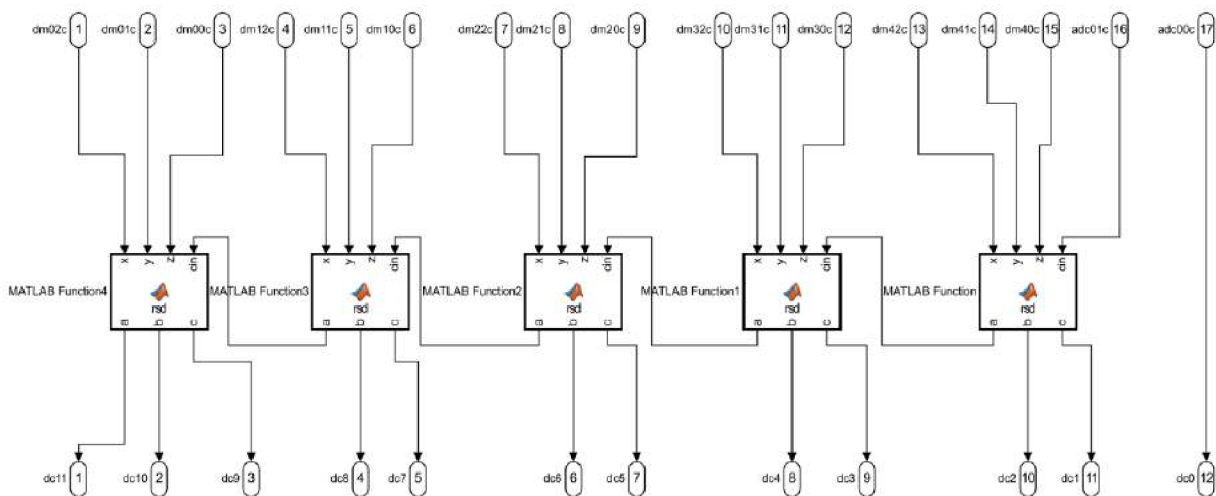 dm02c 1 dm01c 2 dm00c 3 dm12c 4 dm11c 5 dm10c 6 dm22c 7 dm21c 8 dm20c 9 dm32c 10 dm31c 11 dm30c 12 dm42c 13 dm41c 14 dm40c 15 adc01c 16 adc00c 17
x y z cin x y z cin x y z cin x y z cin x y z cin
MATLAB Function4 MATLAB Function3 MATLAB Function2 MATLAB Function1 MATLAB Function
rsd rsd rsd rsd rsd
a b c a b c a b c a b c a b c
dc11 1 dc10 2 dc9 3 dc8 4 dc7 5 dc6 6 dc5 7 dc4 8 dc3 9 dc2 10 dc1 11 dc0 12